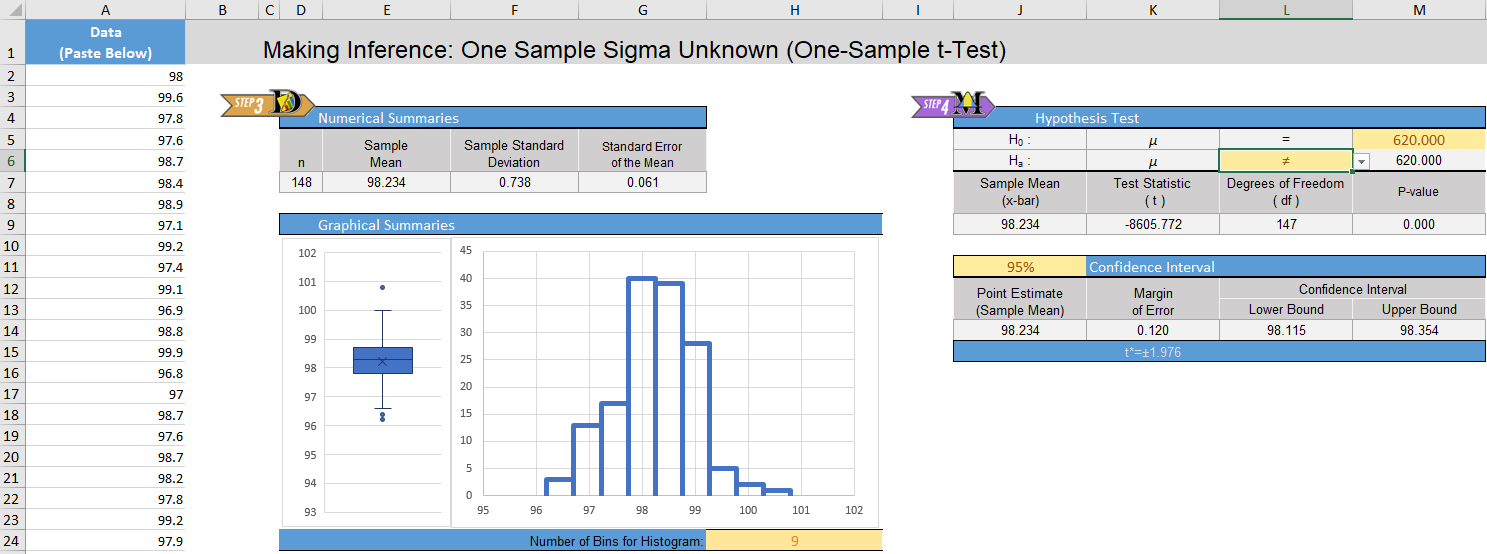 A B C D E F G H I J K L M
1 Data
(Paste Below)
Making Inference: One Sample Sigma Unknown (One-Sample t-Test)
2 98
3 99.6
4 97.8
5 97.6
6 98.7
7 98.4
8 98.9
9 97.1
10 99.2
11 97.4
12 99.1
13 96.9
14 98.8
15 99.9
16 96.8
17 97
18 98.7
19 97.6
20 98.7
21 98.2
22 97.8
23 99.2
24 97.9
STEP 3 D
Numerical Summaries
n
Sample
Mean
Sample Standard
Deviation
Standard Error
of the Mean
148 98.234 0.738 0.061
Graphical Summaries
102
101
100
99
98
97
96
95
94
93
45
40
35
30
25
20
15
10
5
0
95 96 97 98 99 100 101 102
Number of Bins for Histogram: 9
STEP 4 M
Hypothesis Test
H₀ : μ = 620.000
Hₐ : μ ≠ 620.000
Sample Mean
(x-bar)
Test Statistic
( t )
Degrees of Freedom
( df )
P-value
98.234 -8605.772 147 0.000
95% Confidence Interval
Point Estimate
(Sample Mean)
Margin
of Error
Confidence Interval
Lower Bound Upper Bound
98.234 0.120 98.115 98.354
t*=±1.976